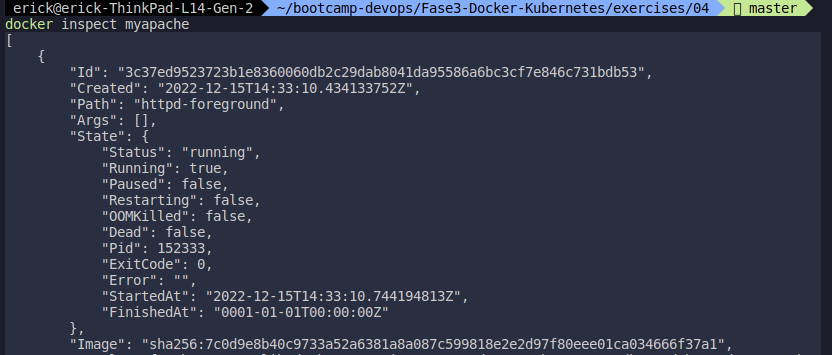 erick@erick-ThinkPad-L14-Gen-2 ~/bootcamp-devops/Fase3-Docker-Kubernetes/exercises/04 master
docker inspect myapache
[
    {
        "Id": "3c37ed9523723b1e8360060db2c29dab8041da95586a6bc3cf7e846c731bdb53",
        "Created": "2022-12-15T14:33:10.434133752Z",
        "Path": "httpd-foreground",
        "Args": [],
        "State": {
            "Status": "running",
            "Running": true,
            "Paused": false,
            "Restarting": false,
            "OOMKilled": false,
            "Dead": false,
            "Pid": 152333,
            "ExitCode": 0,
            "Error": "",
            "StartedAt": "2022-12-15T14:33:10.744194813Z",
            "FinishedAt": "0001-01-01T00:00:00Z"
        },
        "Image": "sha256:7c0d9e8b40c9733a52a6381a8a087c599818e2e2d97f80eee01ca034666f37a1",